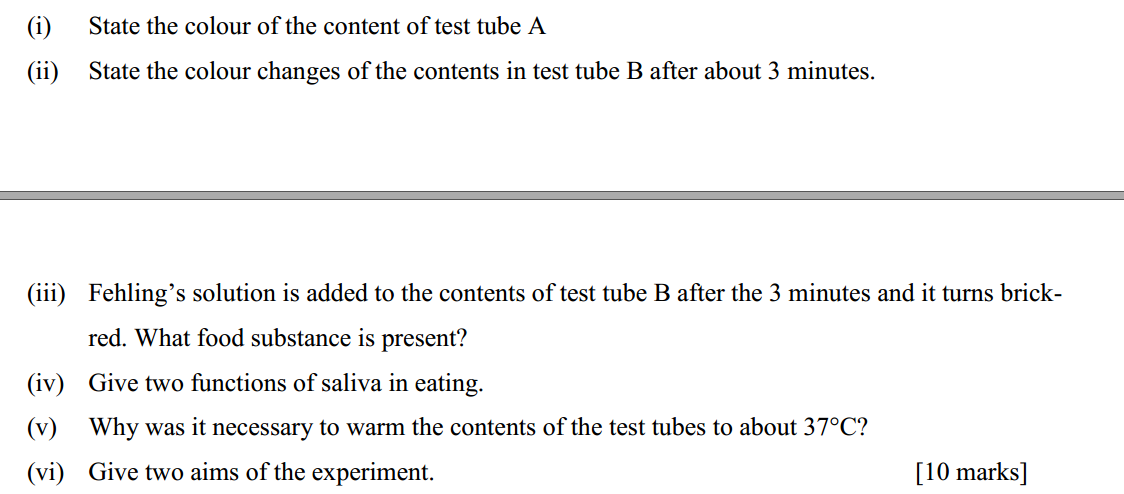 (i) State the colour of the content of test tube A
(ii) State the colour changes of the contents in test tube B after about 3 minutes.
(iii) Fehling’s solution is added to the contents of test tube B after the 3 minutes and it turns brick-
red. What food substance is present?
(iv) Give two functions of saliva in eating.
(v) Why was it necessary to warm the contents of the test tubes to about 37°C?
(vi) Give two aims of the experiment. [10 marks]